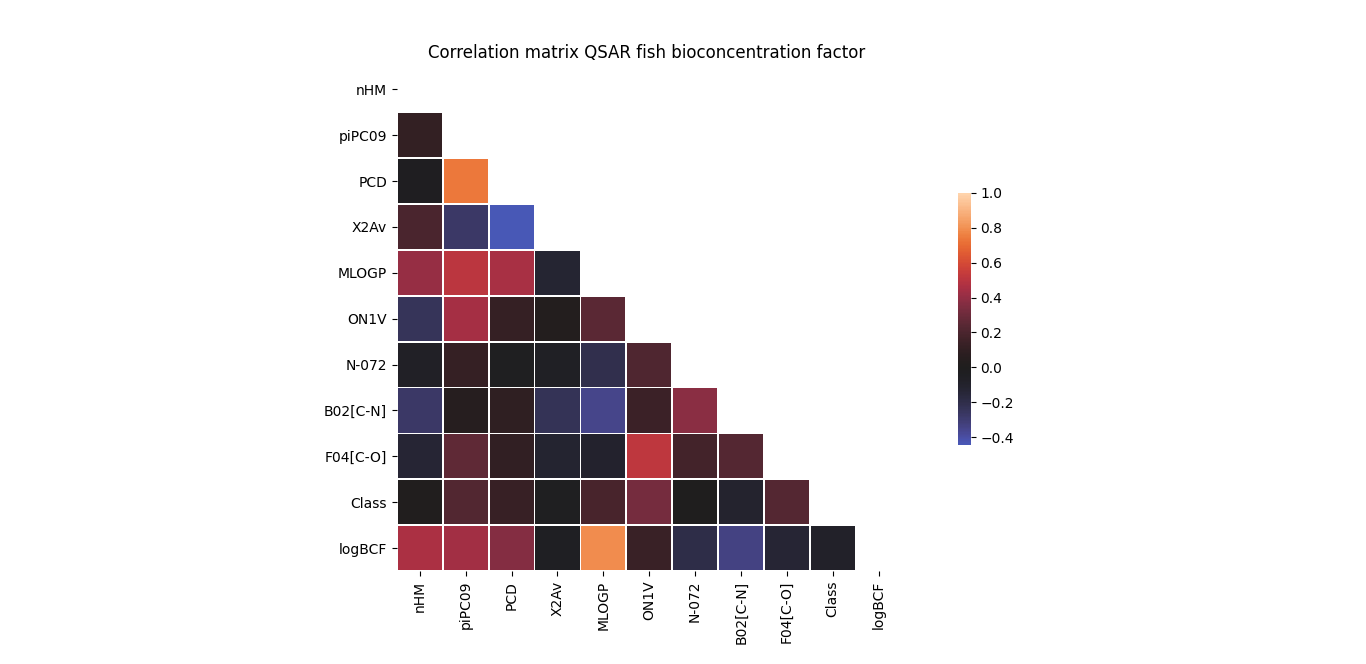 Correlation matrix QSAR fish bioconcentration factor
nHM
piPC09
PCD
X2Av
MLOGP
ON1V
N-072
B02[C-N]
F04[C-O]
Class
logBCF
nHM
piPC09
PCD
X2Av
MLOGP
ON1V
N-072
B02[C-N]
F04[C-O]
Class
logBCF
1.0
0.8
0.6
0.4
0.2
0.0
−0.2
−0.4